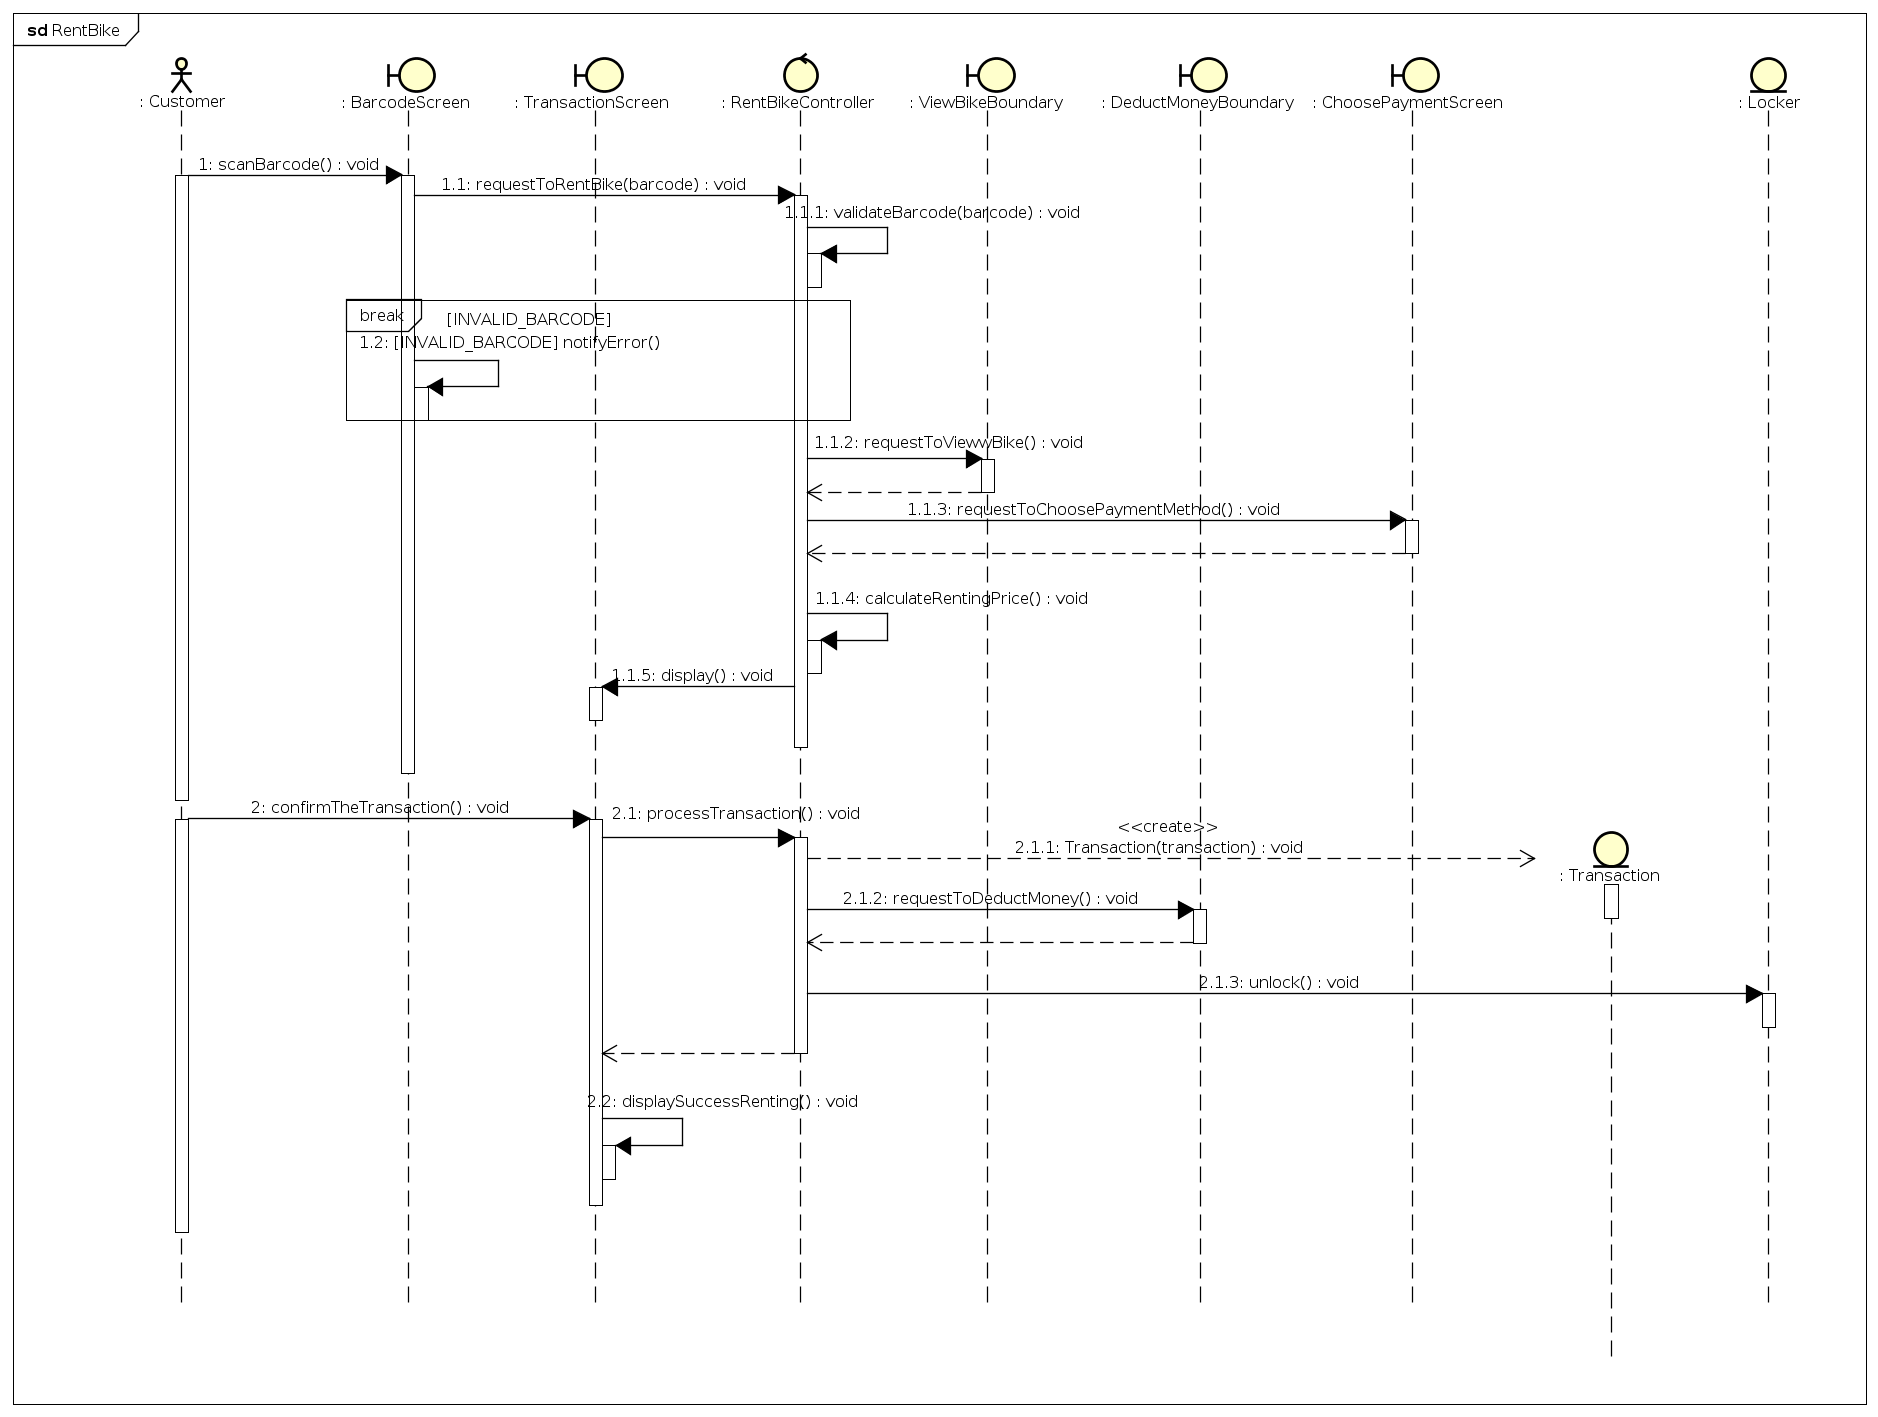 sd RentBike
: Customer
: BarcodeScreen
: TransactionScreen
: RentBikeController
: ViewBikeBoundary
: DeductMoneyBoundary
: ChoosePaymentScreen
: Locker
1: scanBarcode() : void
1.1: requestToRentBike(barcode) : void
1.1.1: validateBarcode(barcode) : void
break
[INVALID_BARCODE]
1.2: [INVALID_BARCODE] notifyError()
1.1.2: requestToViewwBike() : void
1.1.3: requestToChoosePaymentMethod() : void
1.1.4: calculateRentingPrice() : void
1.1.5: display() : void
2: confirmTheTransaction() : void
2.1: processTransaction() : void
<<create>>
2.1.1: Transaction(transaction) : void
: Transaction
2.1.2: requestToDeductMoney() : void
2.1.3: unlock() : void
2.2: displaySuccessRenting() : void